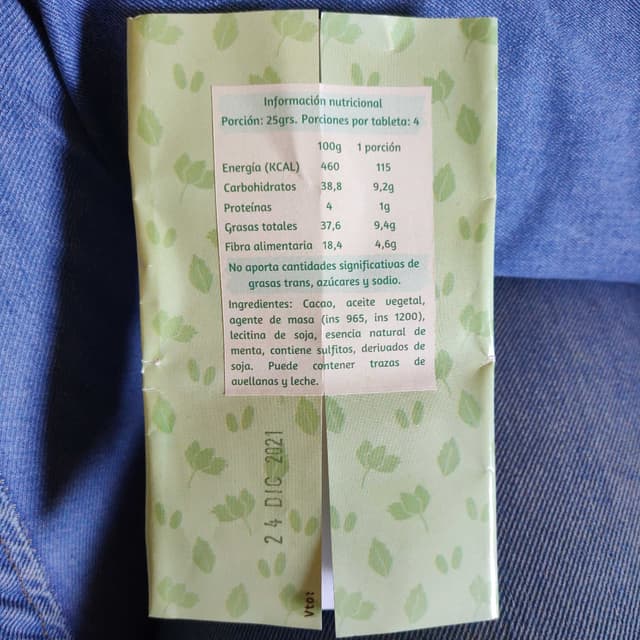 Información nutricional
Porción: 25grs. Porciones por tableta: 4
100g 1 porción
Energía (KCAL) 460 115
Carbohidratos 38,8 9,2g
Proteínas 4 1g
Grasas totales 37,6 9,4g
Fibra alimentaria 18,4 4,6g
No aporta cantidades significativas de
grasas trans, azúcares y sodio.
Ingredientes: Cacao, aceite vegetal,
agente de masa (ins 965, ins 1200),
lecitina de soja, esencia natural de
menta, contiene sulfitos, derivados de
soja. Puede contener trazas de
avellanas y leche.
24 DIC 2021
Vto: